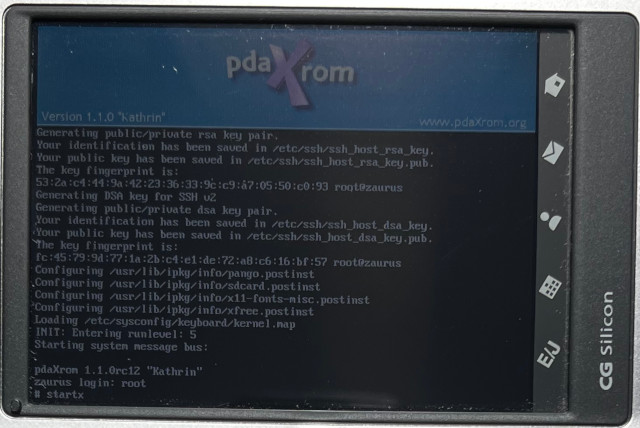 pdaXrom
Version 1.1.0 "Kathrin"
www.pdaXrom.org
Generating public/private rsa key pair.
Your identification has been saved in /etc/ssh/ssh_host_rsa_key.
Your public key has been saved in /etc/ssh/ssh_host_rsa_key.pub.
The key fingerprint is:
53:2a:c4:44:9a:42:23:36:33:9c:c9:a7:05:50:c0:93 root@zaurus
Generating DSA key for SSH v2
Generating public/private dsa key pair.
Your identification has been saved in /etc/ssh/ssh_host_dsa_key.
Your public key has been saved in /etc/ssh/ssh_host_dsa_key.pub.
The key fingerprint is:
fc:45:79:9d:77:1a:2b:c4:e1:de:72:a8:c6:16:bf:57 root@zaurus
Configuring /usr/lib/ipkg/info/pango.postinst
Configuring /usr/lib/ipkg/info/sdcard.postinst
Configuring /usr/lib/ipkg/info/x11-fonts-misc.postinst
Configuring /usr/lib/ipkg/info/xfree.postinst
Loading /etc/sysconfig/keyboard/kernel.map
INIT: Entering runlevel: 5
Starting system message bus:
pdaXrom 1.1.0rc12 "Kathrin"
zaurus login: root
# startx
E/J
CG Silicon